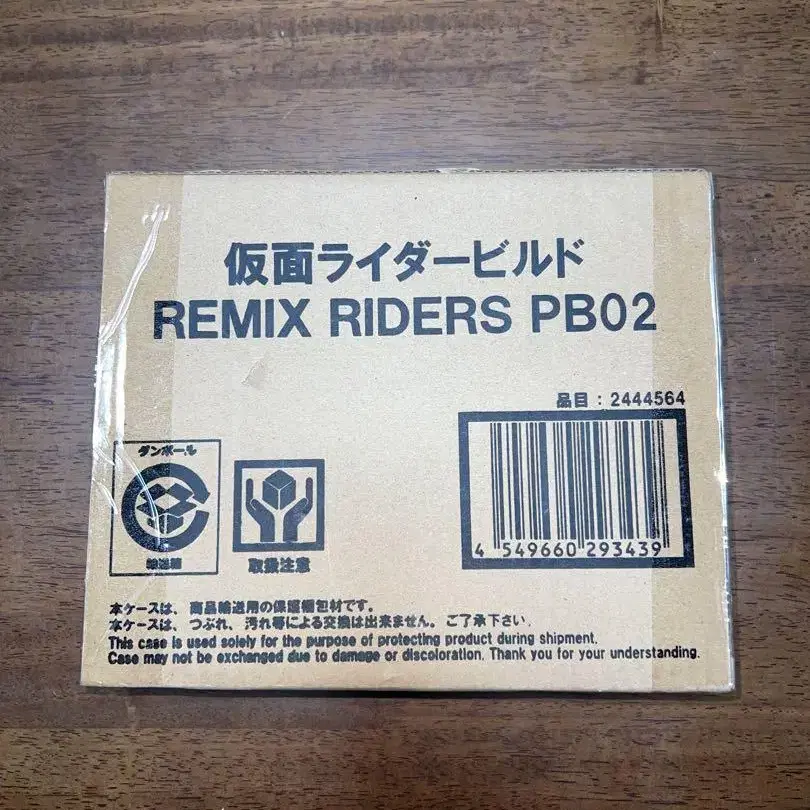 仮面ライダービルド
REMIX RIDERS PB02
品目：2444564
4 549660 293439
ダンボール
輸送箱
取扱注意
本ケースは、商品輸送用の保護梱包材です。
本ケースは、つぶれ、汚れ等による交換は出来ません。ご了承下さい。
This case is used solely for the purpose of protecting product during shipment.
Case may not be exchanged due to damage or discoloration. Thank you for your understanding.